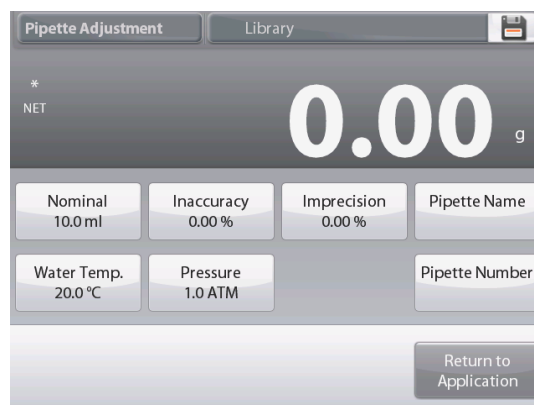 Pipette Adjustment
Library
*
NET
0.00 g
Nominal
10.0 ml
Inaccuracy
0.00 %
Imprecision
0.00 %
Pipette Name
Water Temp.
20.0 °C
Pressure
1.0 ATM
Pipette Number
Return to
Application